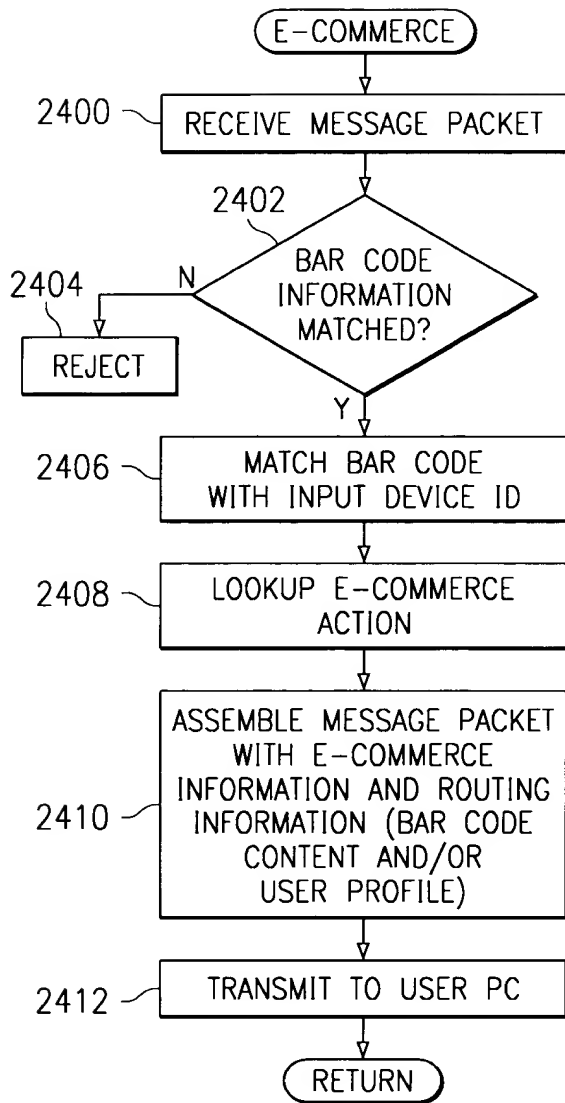 E-COMMERCE
2400
RECEIVE MESSAGE PACKET
2402
BAR CODE
INFORMATION
MATCHED?
N
2404
REJECT
Y
2406
MATCH BAR CODE
WITH INPUT DEVICE ID
2408
LOOKUP E-COMMERCE
ACTION
2410
ASSEMBLE MESSAGE PACKET
WITH E-COMMERCE
INFORMATION AND ROUTING
INFORMATION (BAR CODE
CONTENT AND/OR
USER PROFILE)
2412
TRANSMIT TO USER PC
RETURN